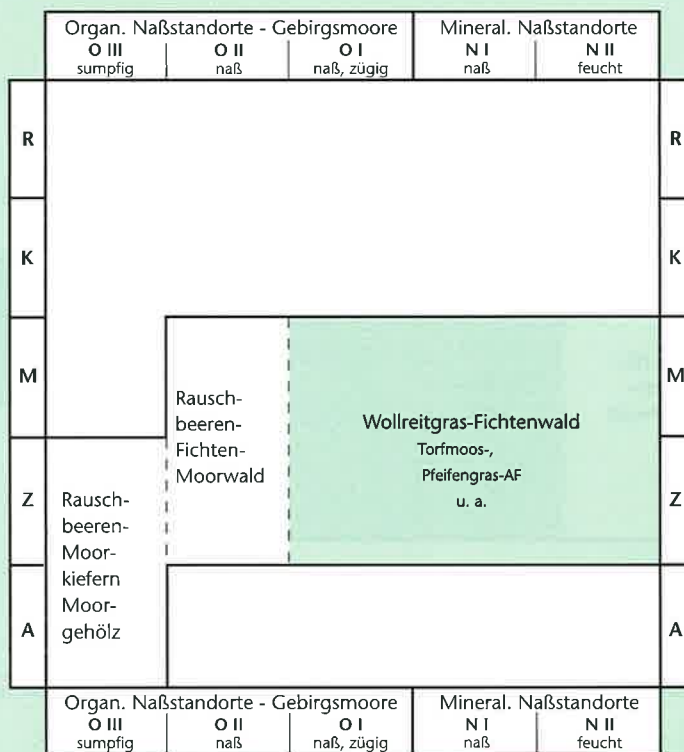 Organ. Naßstandorte - Gebirgsmoore
Mineral. Naßstandorte
O III
O II
O I
N I
N II
sumpfig
naß
naß, zügig
naß
feucht
R
R
K
K
M
M
Rausch-
beeren-
Fichten-
Moorwald
Wollreitgras-Fichtenwald
Torfmoos-,
Pfeifengras-AF
u. a.
Z
Z
Rausch-
beeren-
Moor-
kiefern
Moor-
gehölz
A
A
Organ. Naßstandorte - Gebirgsmoore
Mineral. Naßstandorte
O III
O II
O I
N I
N II
sumpfig
naß
naß, zügig
naß
feucht